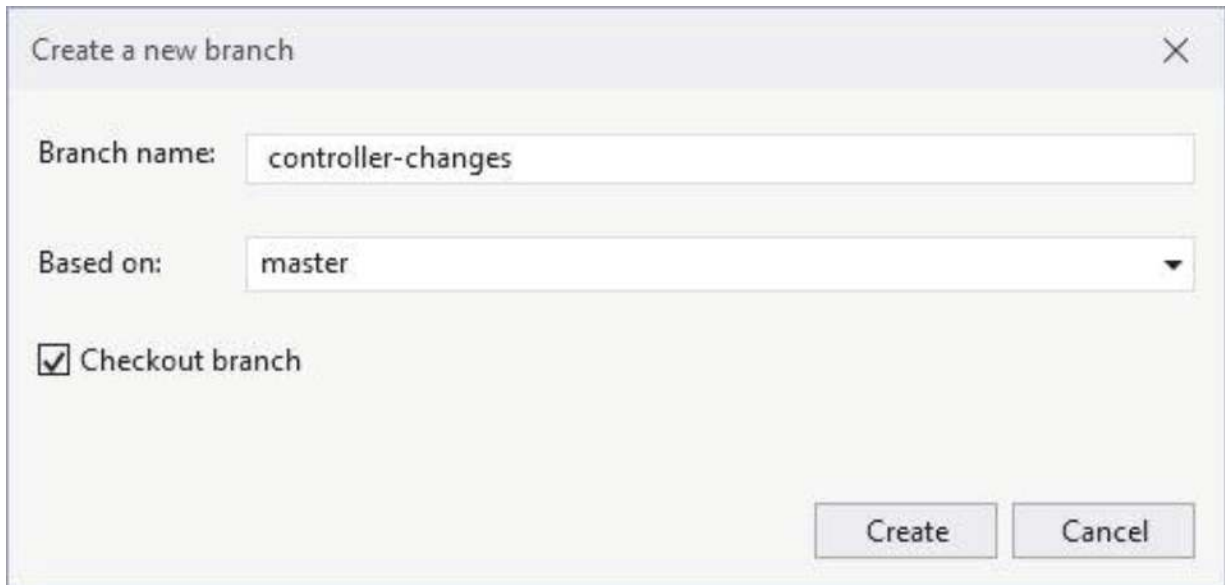 Create a new branch
Branch name: controller-changes
Based on: master
Checkout branch
Create Cancel